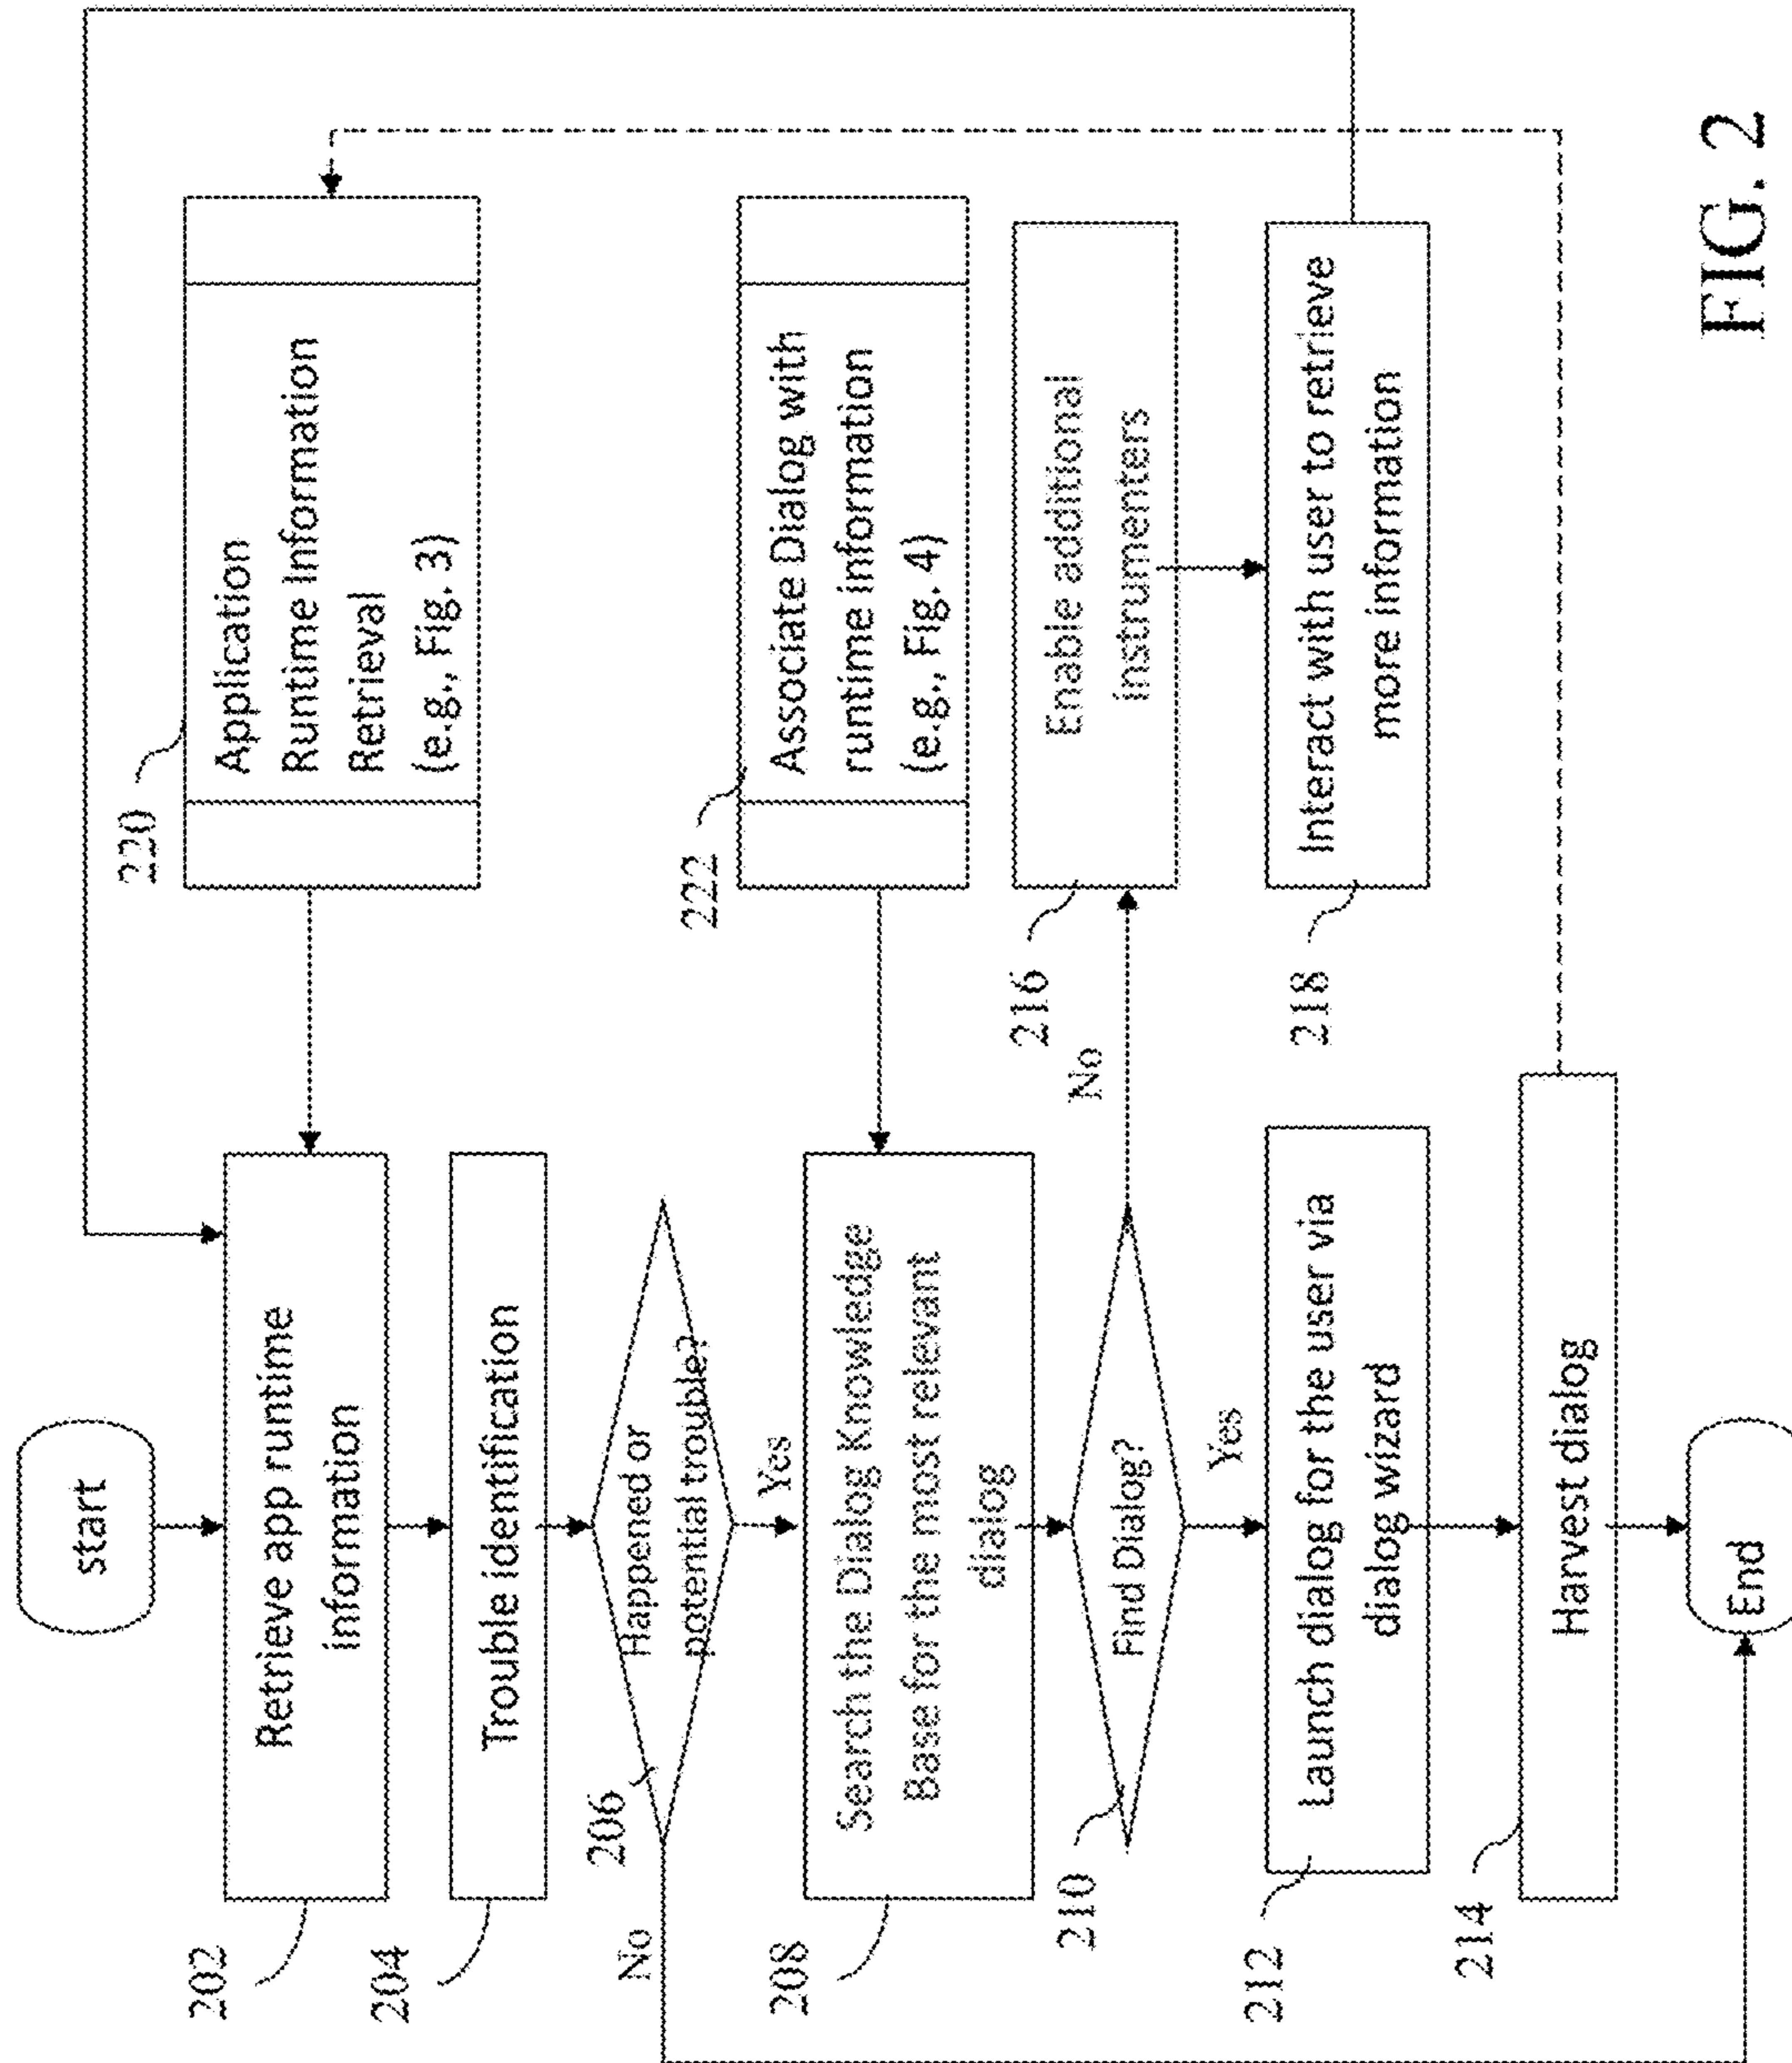 start
202
Retrieve app runtime
information
204
Trouble identification
206
Happened or
potential trouble?
No
Yes
208
Search the Dialog Knowledge
Base for the most relevant
dialog
210
Find Dialog?
No
Yes
212
Launch dialog for the user via
dialog wizard
214
Harvest dialog
End
220
Application
Runtime Information
Retrieval
(e.g., Fig. 3)
222
Associate Dialog with
runtime information
(e.g., Fig. 4)
216
Enable additional
instrumenters
218
Interact with user to retrieve
more information
FIG. 2